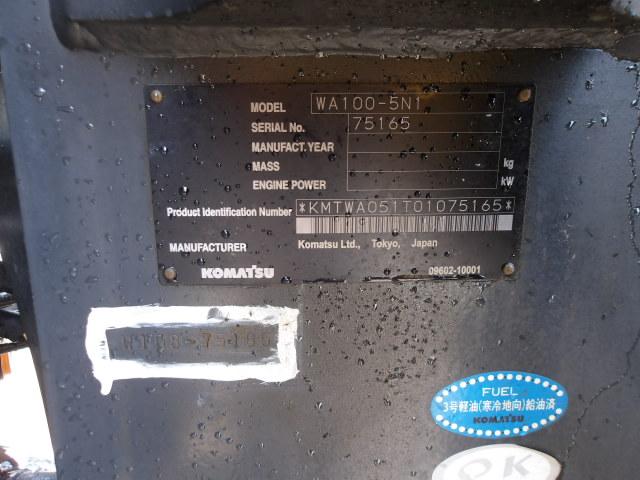 MODEL WA100-5N1
SERIAL No. 75165
MANUFACT.YEAR
MASS kg
ENGINE POWER kW
Product Identification Number *KMTWA051T01075165*
MANUFACTURER Komatsu Ltd., Tokyo, Japan
KOMATSU 09602-10001
FUEL
3号軽油(寒冷地向)給油済
KOMATSU
OK